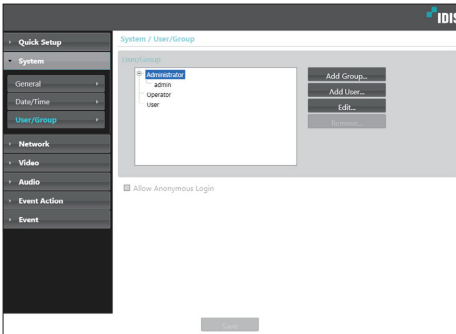 IDIS
Quick Setup
System / User/Group
System
User/Group
Administrator
Add Group...
General
admin
Add User...
Date/Time
Operator
Edit...
User/Group
User
Remove...
Network
Video
Allow Anonymous Login
Audio
Event Action
Event
Save